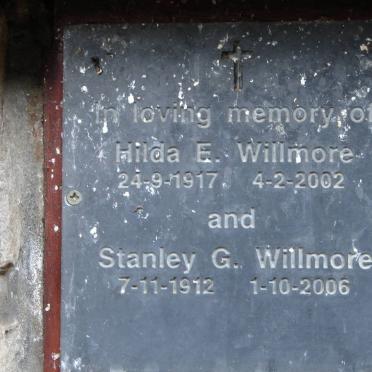 In loving memory of
Hilda E. Willmore
24-9-1917 4-2-2002
and
Stanley G. Willmore
7-11-1912 1-10-2006